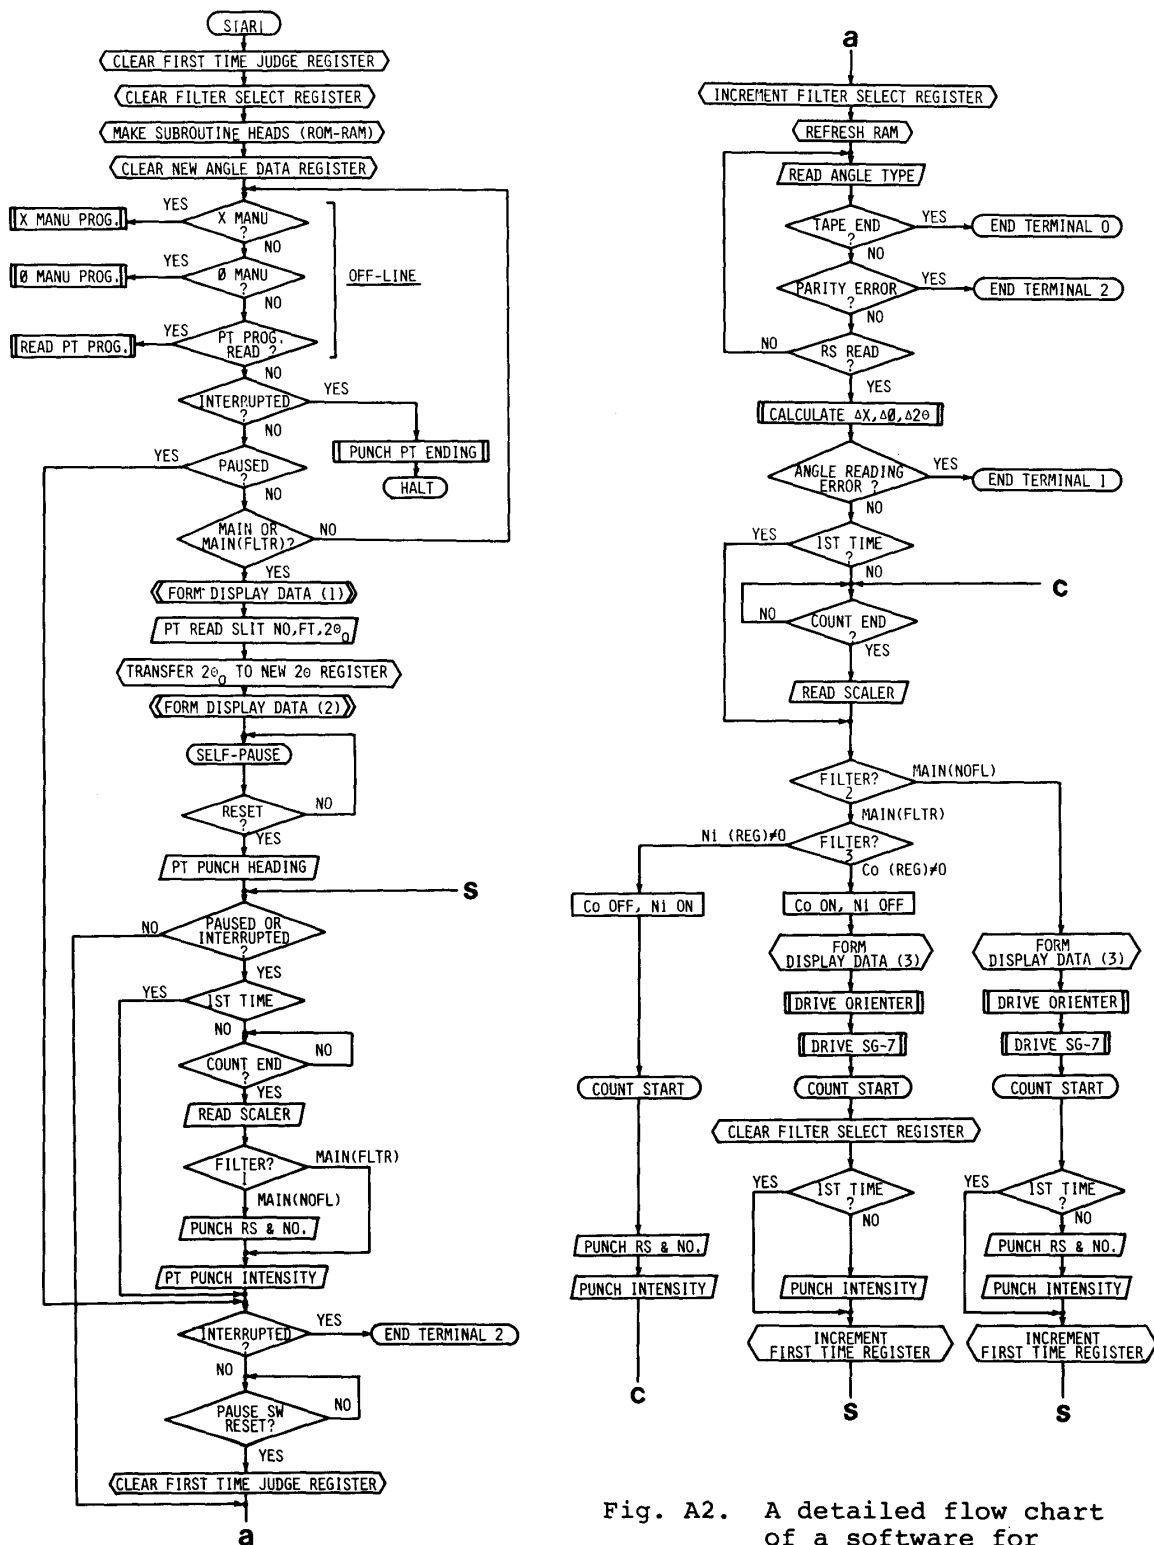 START
CLEAR FIRST TIME JUDGE REGISTER
CLEAR FILTER SELECT REGISTER
MAKE SUBROUTINE HEADS (ROM-RAM)
CLEAR NEW ANGLE DATA REGISTER
YES
X MANU PROG.
X MANU
?
NO
YES
Ø MANU PROG.
Ø MANU
?
NO
OFF-LINE
YES
READ PT PROG.
PT PROG.
READ ?
NO
INTERRUPTED
?
YES
NO
PUNCH PT ENDING
HALT
YES
PAUSED
?
NO
MAIN OR
MAIN(FLTR)?
NO
YES
FORM DISPLAY DATA (1)
PT READ SLIT NO,FT,2θ0
TRANSFER 2θ0 TO NEW 2θ REGISTER
FORM DISPLAY DATA (2)
SELF-PAUSE
RESET
?
NO
YES
PT PUNCH HEADING
S
NO
PAUSED OR
INTERRUPTED
?
YES
YES
1ST TIME
NO
COUNT END
?
NO
YES
READ SCALER
FILTER?
1
MAIN(FLTR)
MAIN(NOFL)
PUNCH RS & NO.
PT PUNCH INTENSITY
INTERRUPTED
?
YES
END TERMINAL 2
NO
PAUSE SW
RESET?
NO
YES
CLEAR FIRST TIME JUDGE REGISTER
a
a
INCREMENT FILTER SELECT REGISTER
REFRESH RAM
READ ANGLE TYPE
TAPE END
?
YES
END TERMINAL 0
NO
PARITY ERROR
?
YES
END TERMINAL 2
NO
NO
RS READ
?
YES
CALCULATE ΔX,ΔØ,Δ2θ
ANGLE READING
ERROR ?
YES
END TERMINAL 1
NO
YES
1ST TIME
?
NO
C
NO
COUNT END
?
YES
READ SCALER
FILTER?
2
MAIN(NOFL)
MAIN(FLTR)
Ni (REG)≠0
FILTER?
3
Co (REG)≠0
Co OFF, Ni ON
Co ON, Ni OFF
FORM
DISPLAY DATA (3)
FORM
DISPLAY DATA (3)
DRIVE ORIENTER
DRIVE ORIENTER
DRIVE SG-7
DRIVE SG-7
COUNT START
COUNT START
COUNT START
CLEAR FILTER SELECT REGISTER
YES
1ST TIME
?
NO
YES
1ST TIME
?
NO
PUNCH RS & NO.
PUNCH RS & NO.
PUNCH INTENSITY
PUNCH INTENSITY
PUNCH INTENSITY
INCREMENT
FIRST TIME REGISTER
INCREMENT
FIRST TIME REGISTER
C
S
S
Fig. A2. A detailed flow chart
of a software for